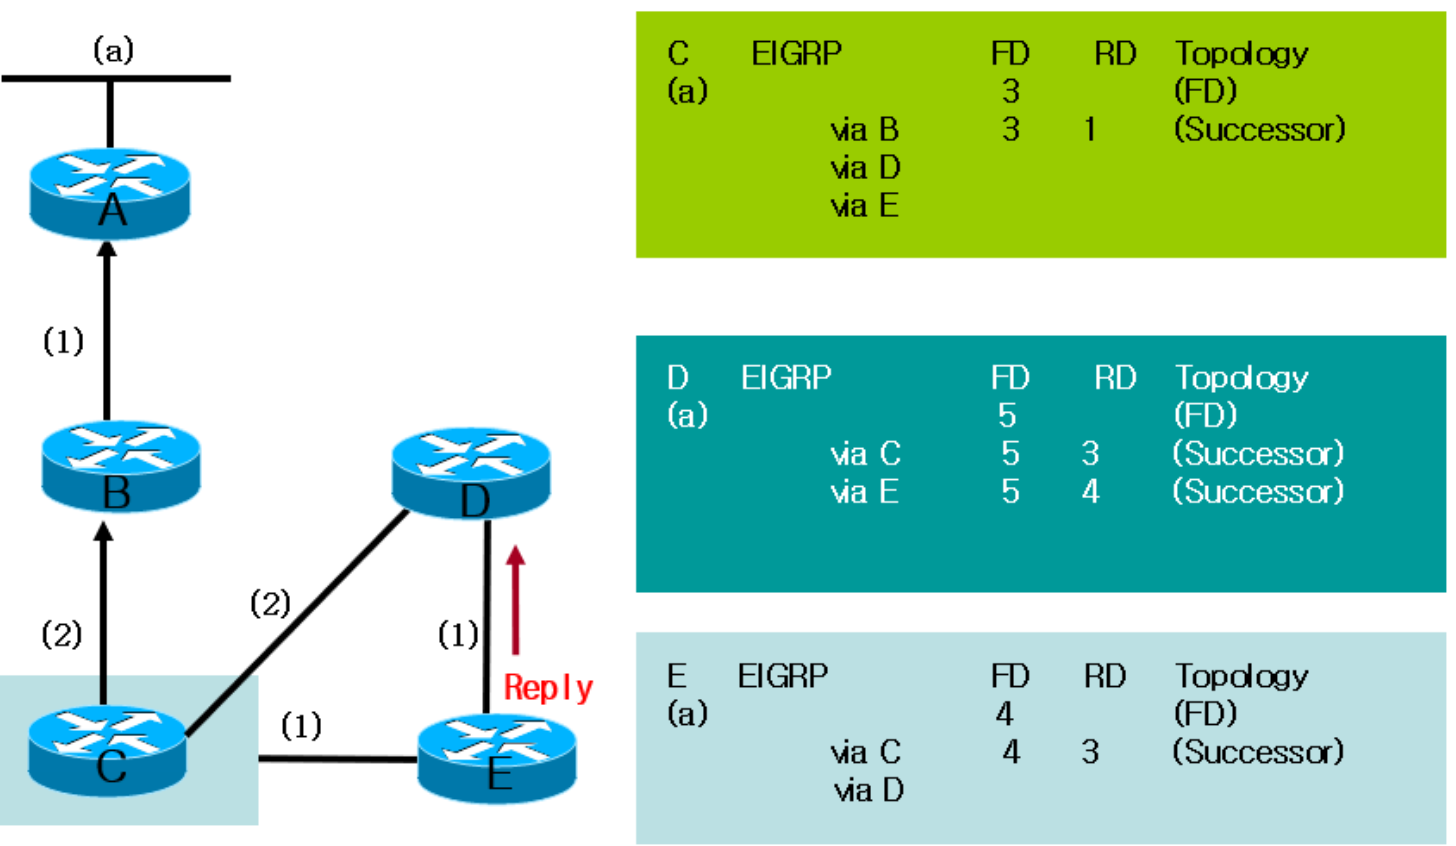 (a)
A
(1)
B
D
(2)
(2)
(1)
Reply
C
(1)
E
C EIGRP FD RD Topology
(a) 3 (FD)
via B 3 1 (Successor)
via D
via E
D EIGRP FD RD Topology
(a) 5 (FD)
via C 5 3 (Successor)
via E 5 4 (Successor)
E EIGRP FD RD Topology
(a) 4 (FD)
via C 4 3 (Successor)
via D